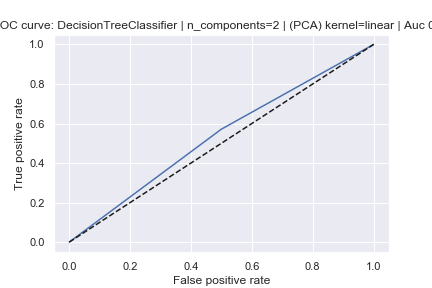 OC curve: DecisionTreeClassifier | n_components=2 | (PCA) kernel=linear | Auc 0
1.0
0.8
0.6
0.4
0.2
0.0
True positive rate
0.0 0.2 0.4 0.6 0.8 1.0
False positive rate